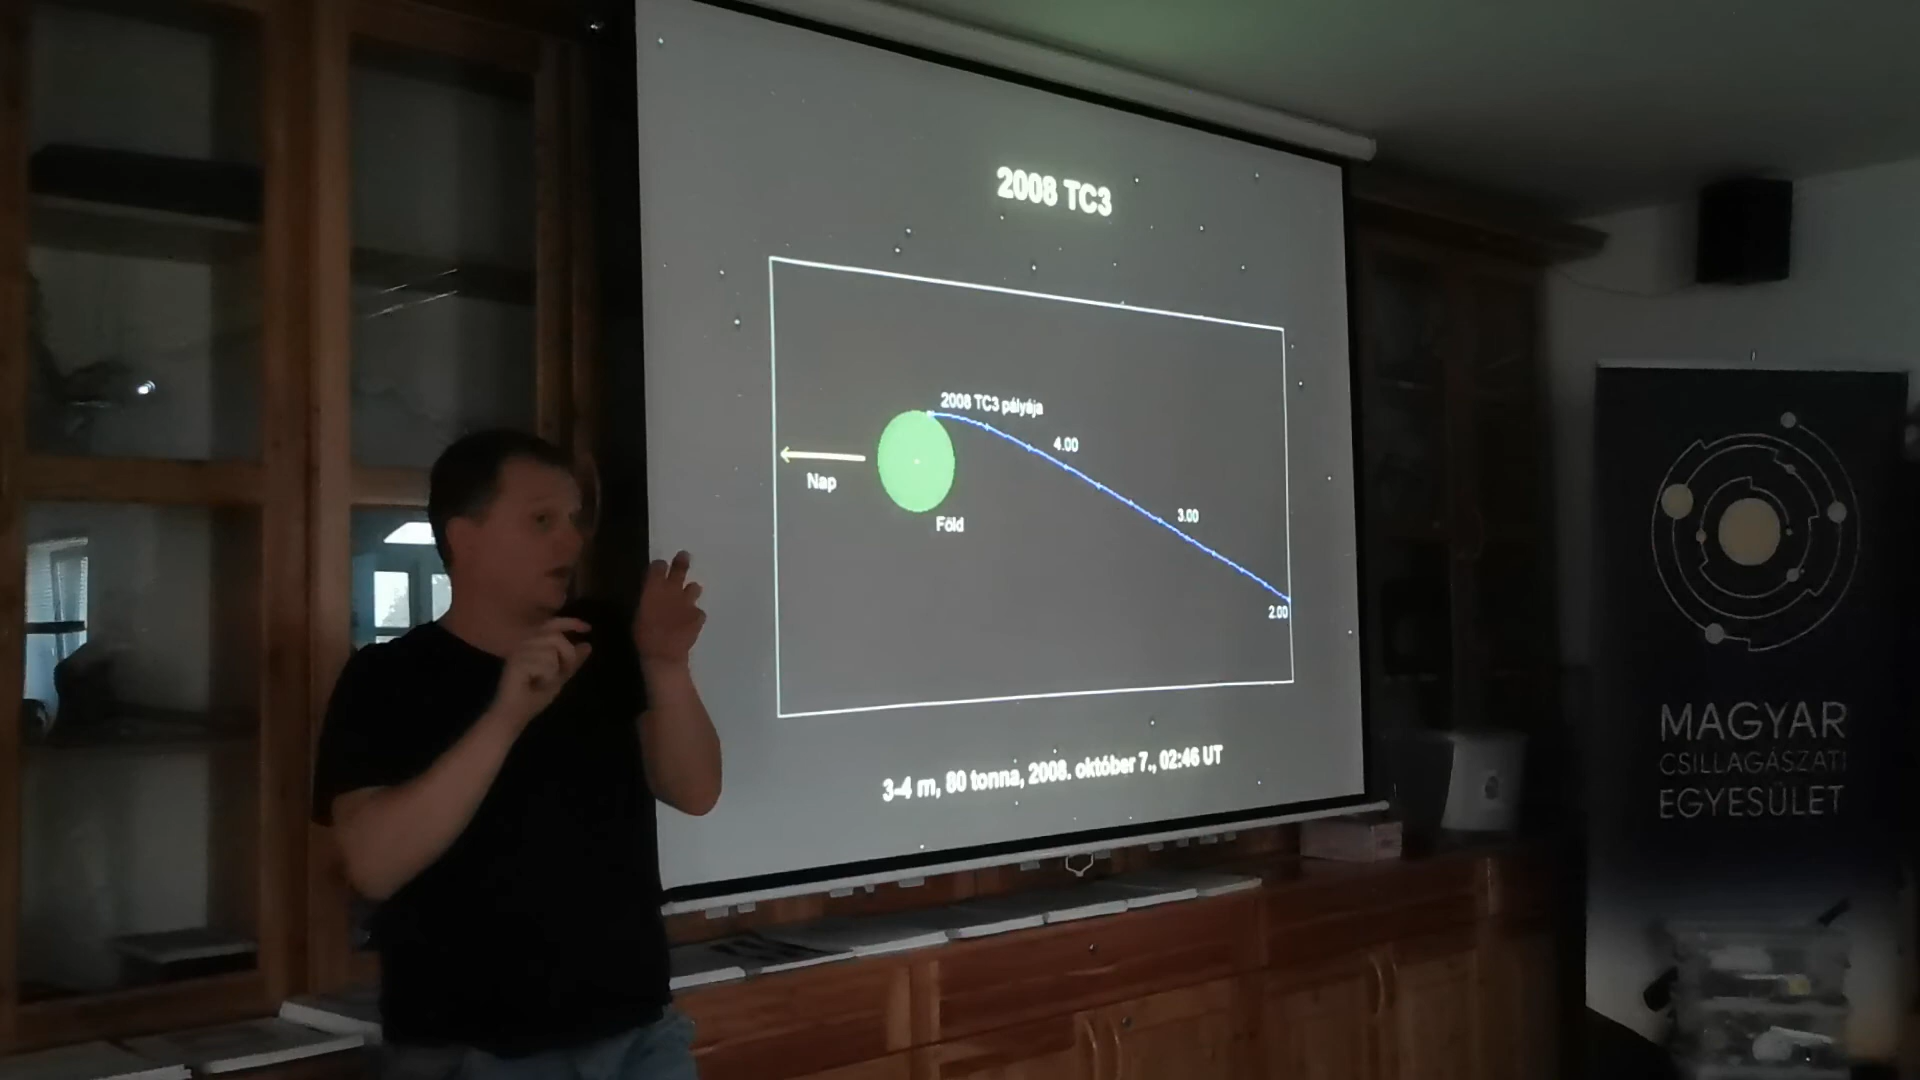 2008 TC3
2008 TC3 pályája
4.00
Nap
3.00
Föld
2.00
3-4 m, 80 tonna, 2008. október 7., 02:46 UT
MAGYAR
CSILLAGÁSZATI
EGYESÜLET